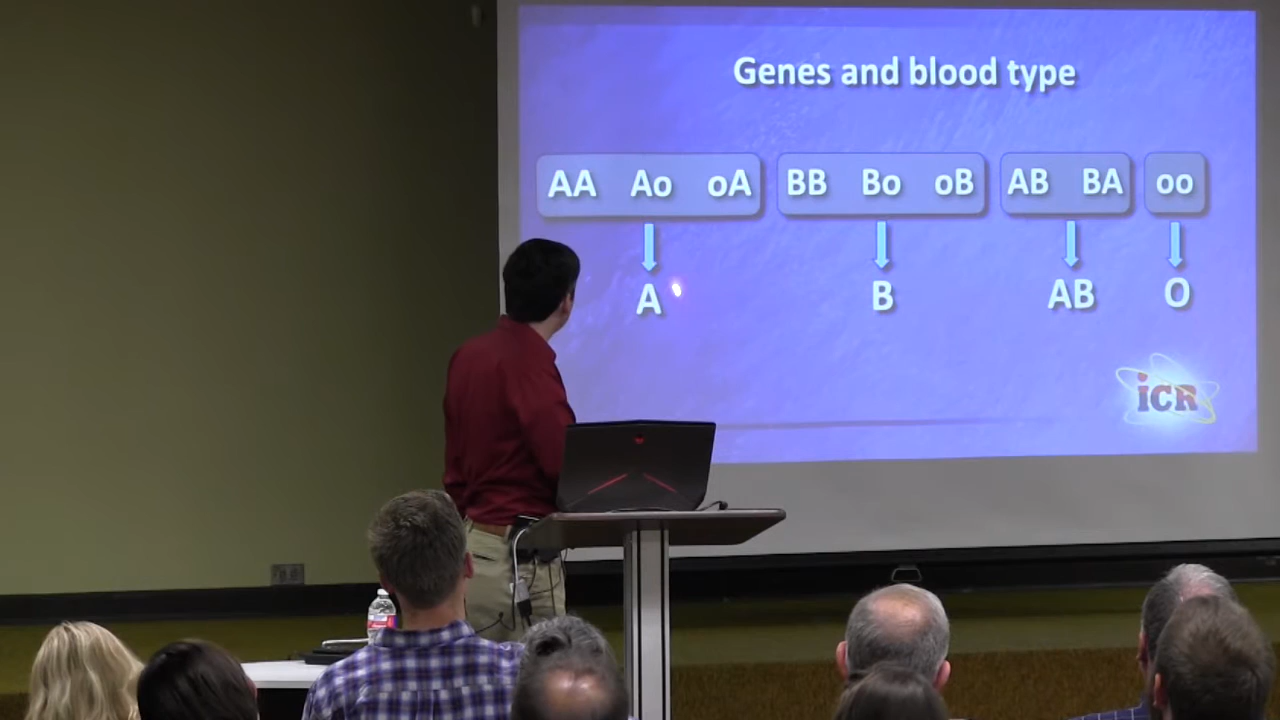 Genes and blood type
AA Ao oA BB Bo oB AB BA oo
A B AB O
iCR